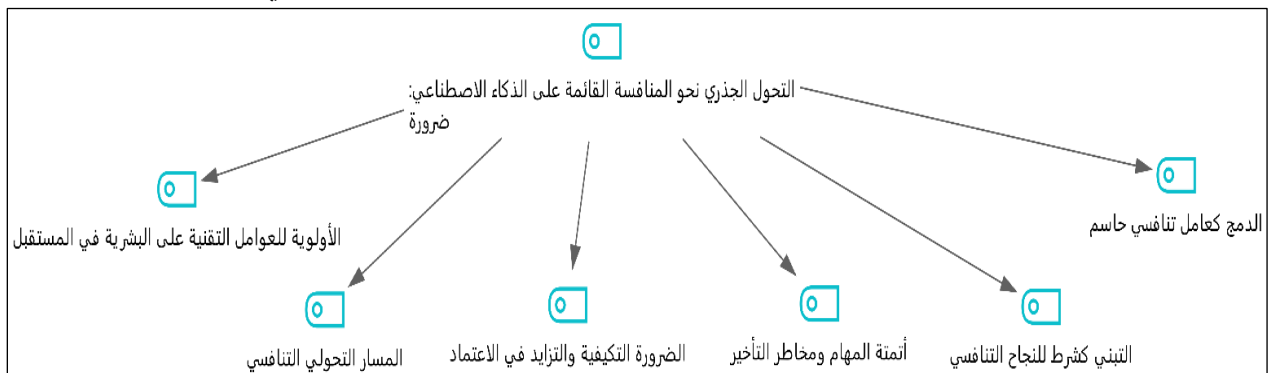 التحول الجذري نحو المنافسة القائمة على الذكاء الاصطناعي:
ضرورة
الدمج كعامل تنافسي حاسم
الأولوية للعوامل التقنية على البشرية في المستقبل
التبني كشرط للنجاح التنافسي
أتمتة المهام ومخاطر التأخير
الضرورة التكيفية والتزايد في الاعتماد
المسار التحولي التنافسي